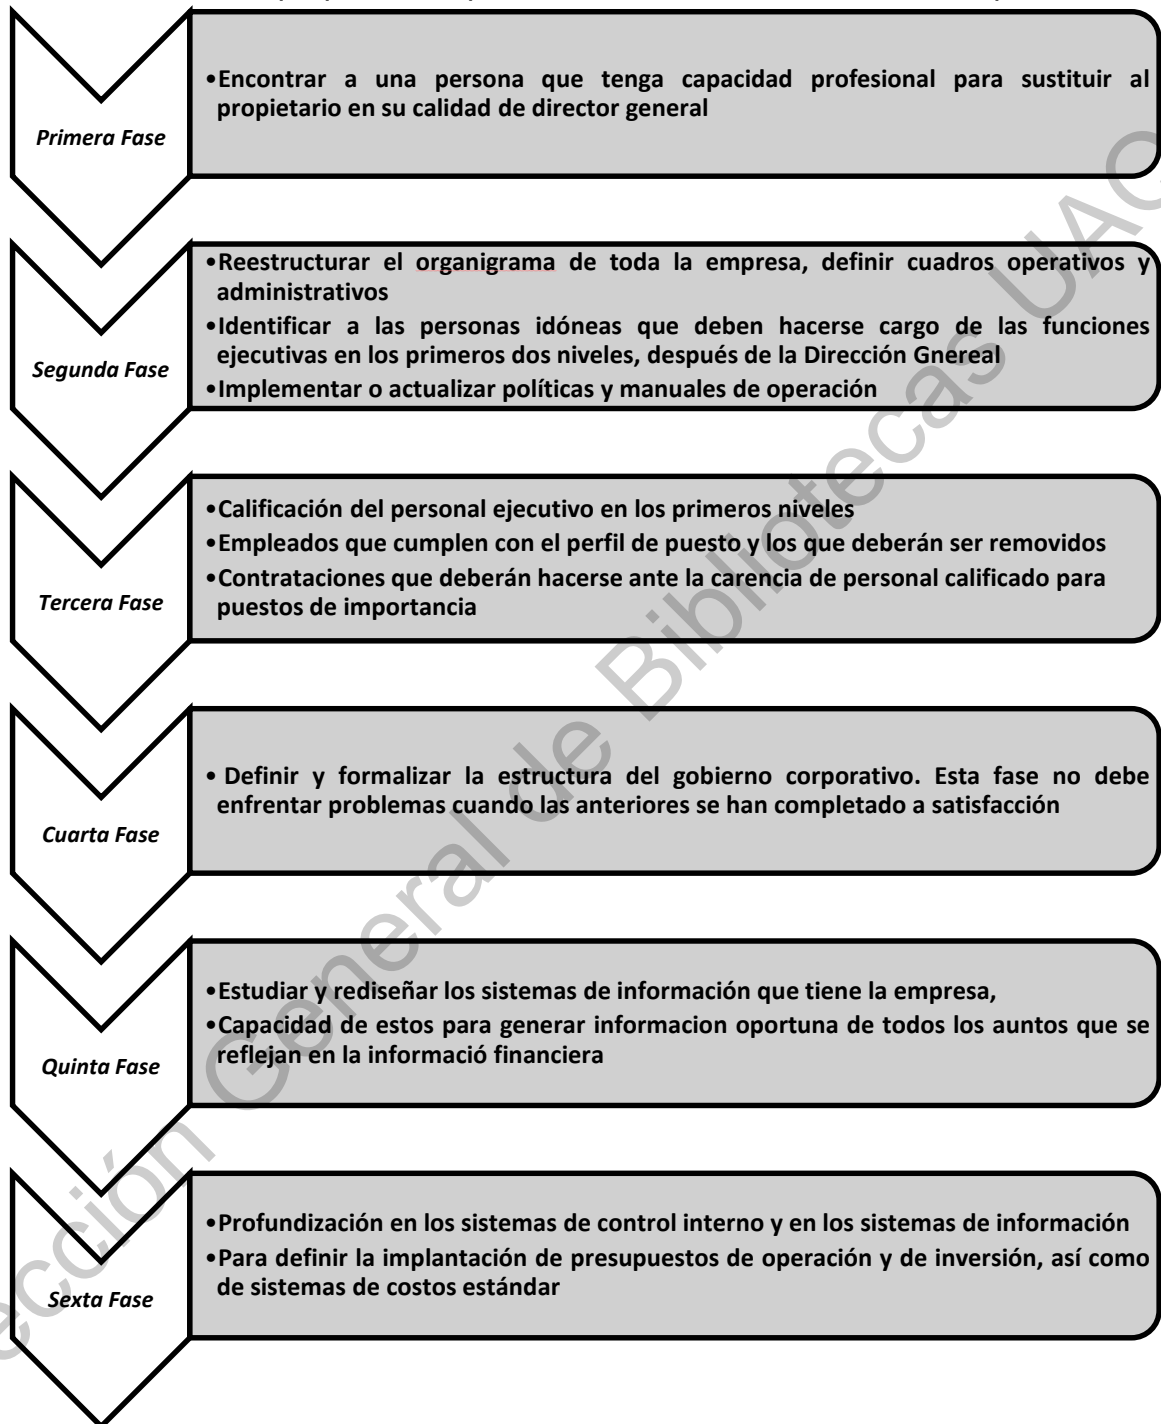 Primera Fase
•Encontrar a una persona que tenga capacidad profesional para sustituir al
propietario en su calidad de director general
Segunda Fase
•Reestructurar el organigrama de toda la empresa, definir cuadros operativos y
administrativos
•Identificar a las personas idóneas que deben hacerse cargo de las funciones
ejecutivas en los primeros dos niveles, después de la Dirección Gnereal
•Implementar o actualizar políticas y manuales de operación
Tercera Fase
•Calificación del personal ejecutivo en los primeros niveles
•Empleados que cumplen con el perfil de puesto y los que deberán ser removidos
•Contrataciones que deberán hacerse ante la carencia de personal calificado para
puestos de importancia
Cuarta Fase
• Definir y formalizar la estructura del gobierno corporativo. Esta fase no debe
enfrentar problemas cuando las anteriores se han completado a satisfacción
Quinta Fase
•Estudiar y rediseñar los sistemas de información que tiene la empresa,
•Capacidad de estos para generar informacion oportuna de todos los auntos que se
reflejan en la informació financiera
Sexta Fase
•Profundización en los sistemas de control interno y en los sistemas de información
•Para definir la implantación de presupuestos de operación y de inversión, así como
de sistemas de costos estándar
ección General de Bibliotecas UAQ